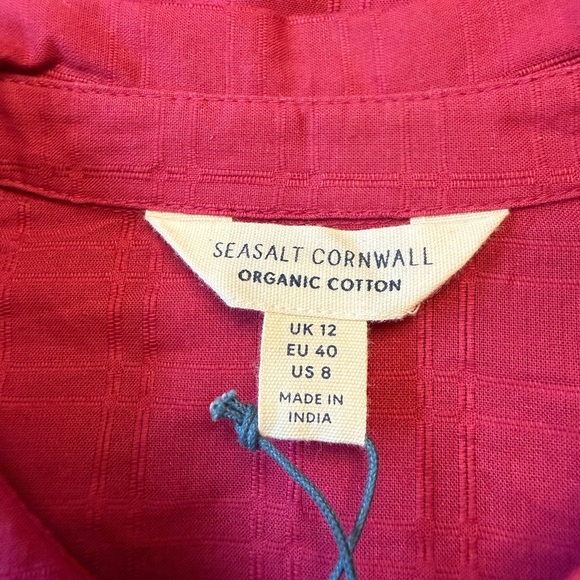 SEASALT CORNWALL
ORGANIC COTTON
UK 12
EU 40
US 8
MADE IN
INDIA